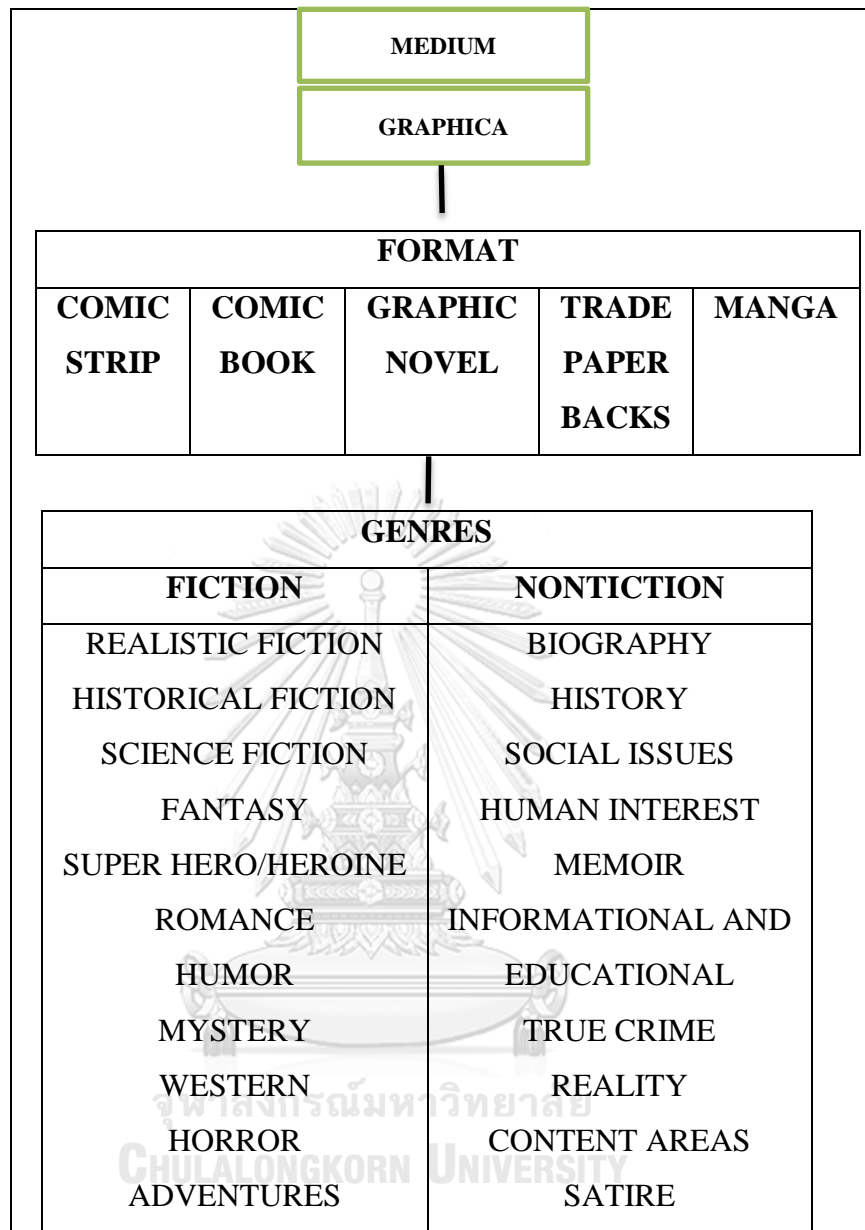 MEDIUM
GRAPHICA
FORMAT
COMIC STRIP
COMIC BOOK
GRAPHIC NOVEL
TRADE PAPER BACKS
MANGA
GENRES
FICTION
NONTICTION
REALISTIC FICTION
HISTORICAL FICTION
SCIENCE FICTION
FANTASY
SUPER HERO/HEROINE
ROMANCE
HUMOR
MYSTERY
WESTERN
HORROR
ADVENTURES
BIOGRAPHY
HISTORY
SOCIAL ISSUES
HUMAN INTEREST
MEMOIR
INFORMATIONAL AND
EDUCATIONAL
TRUE CRIME
REALITY
CONTENT AREAS
SATIRE
จุฬาลงกรณ์มหาวิทยาลัย
CHULALONGKORN UNIVERSITY